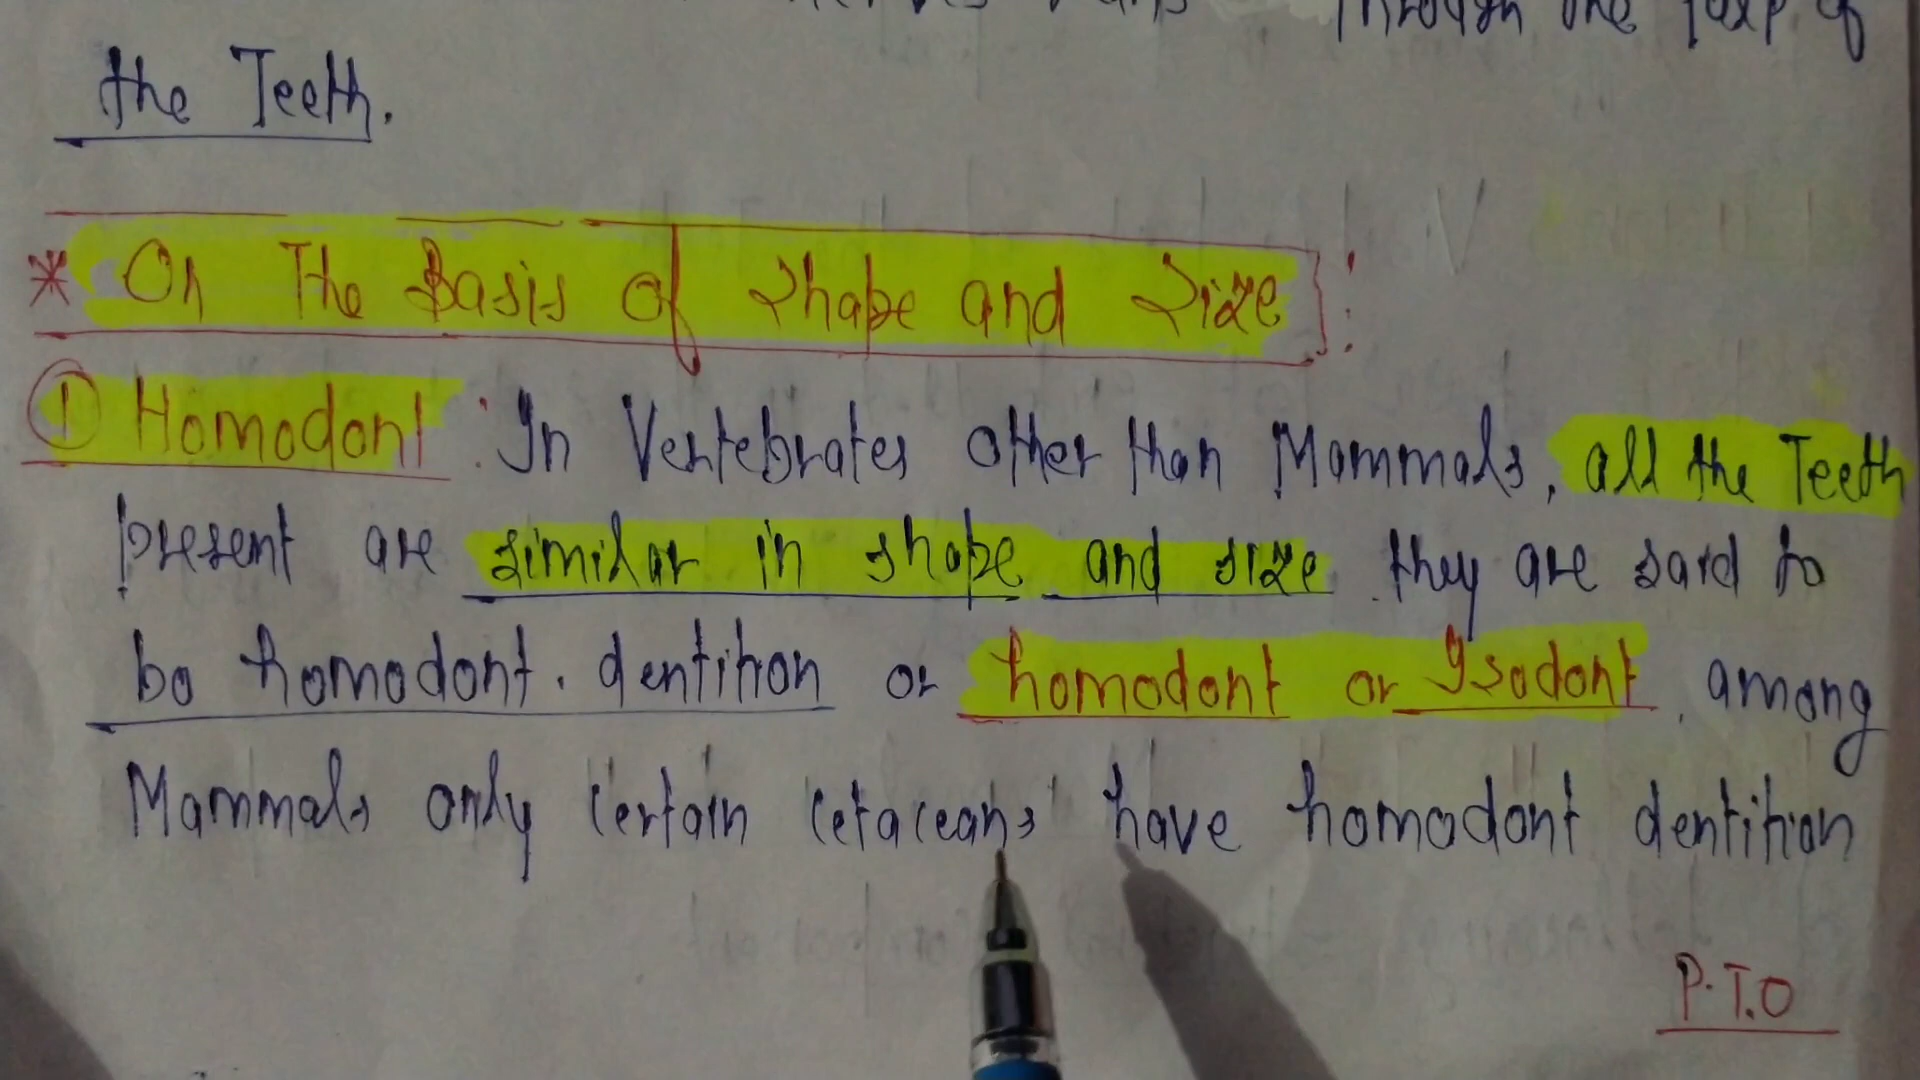 Through the
the Teeth.
* On The Basis of Shape and Size :
① Homodont : In Vertebrates other than Mammals, all the Teeth
present are similar in shape and size they are said to
be homodont. dentition or homodont or Isodont, among
Mammals only certain cetaceans have homodont dentition
P.T.O